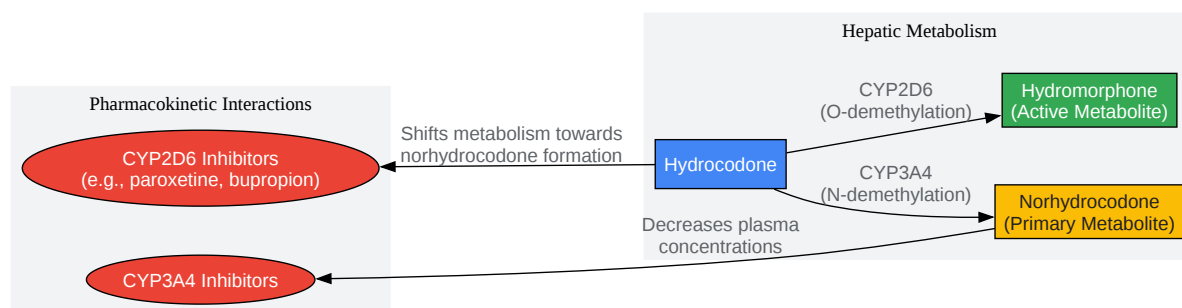 Hepatic Metabolism
Pharmacokinetic Interactions
CYP2D6 Inhibitors
(e.g., paroxetine, bupropion)
CYP3A4 Inhibitors
Shifts metabolism towards
norhydrocodone formation
Hydrocodone
CYP2D6
(O-demethylation)
Hydromorphone
(Active Metabolite)
CYP3A4
(N-demethylation)
Norhydrocodone
(Primary Metabolite)
Decreases plasma
concentrations